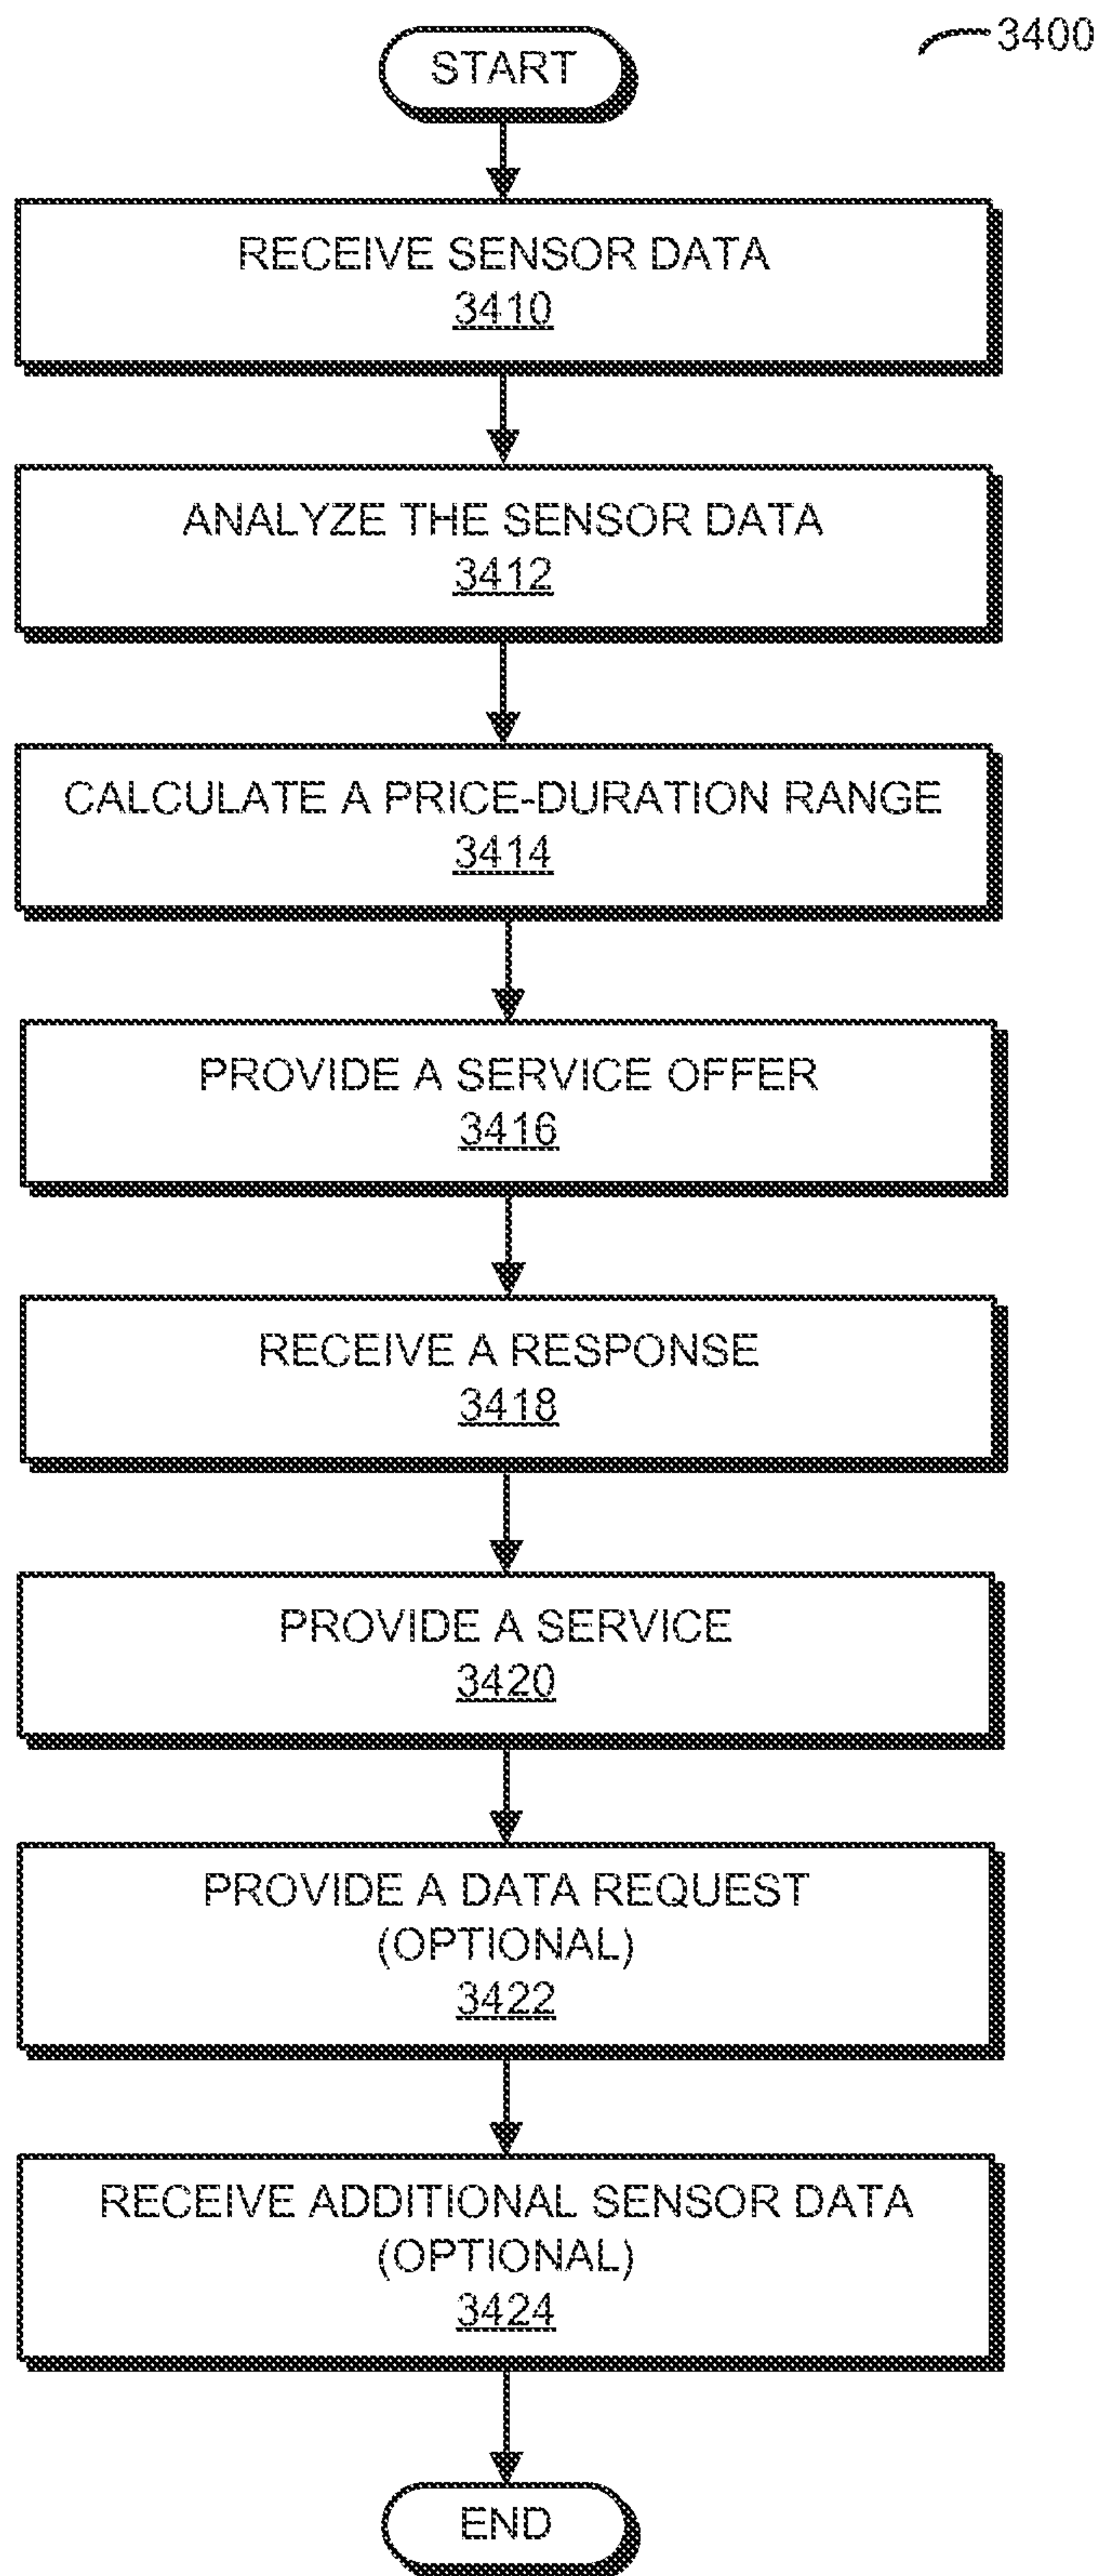 3400
START
RECEIVE SENSOR DATA
3410
ANALYZE THE SENSOR DATA
3412
CALCULATE A PRICE-DURATION RANGE
3414
PROVIDE A SERVICE OFFER
3416
RECEIVE A RESPONSE
3418
PROVIDE A SERVICE
3420
PROVIDE A DATA REQUEST
(OPTIONAL)
3422
RECEIVE ADDITIONAL SENSOR DATA
(OPTIONAL)
3424
END